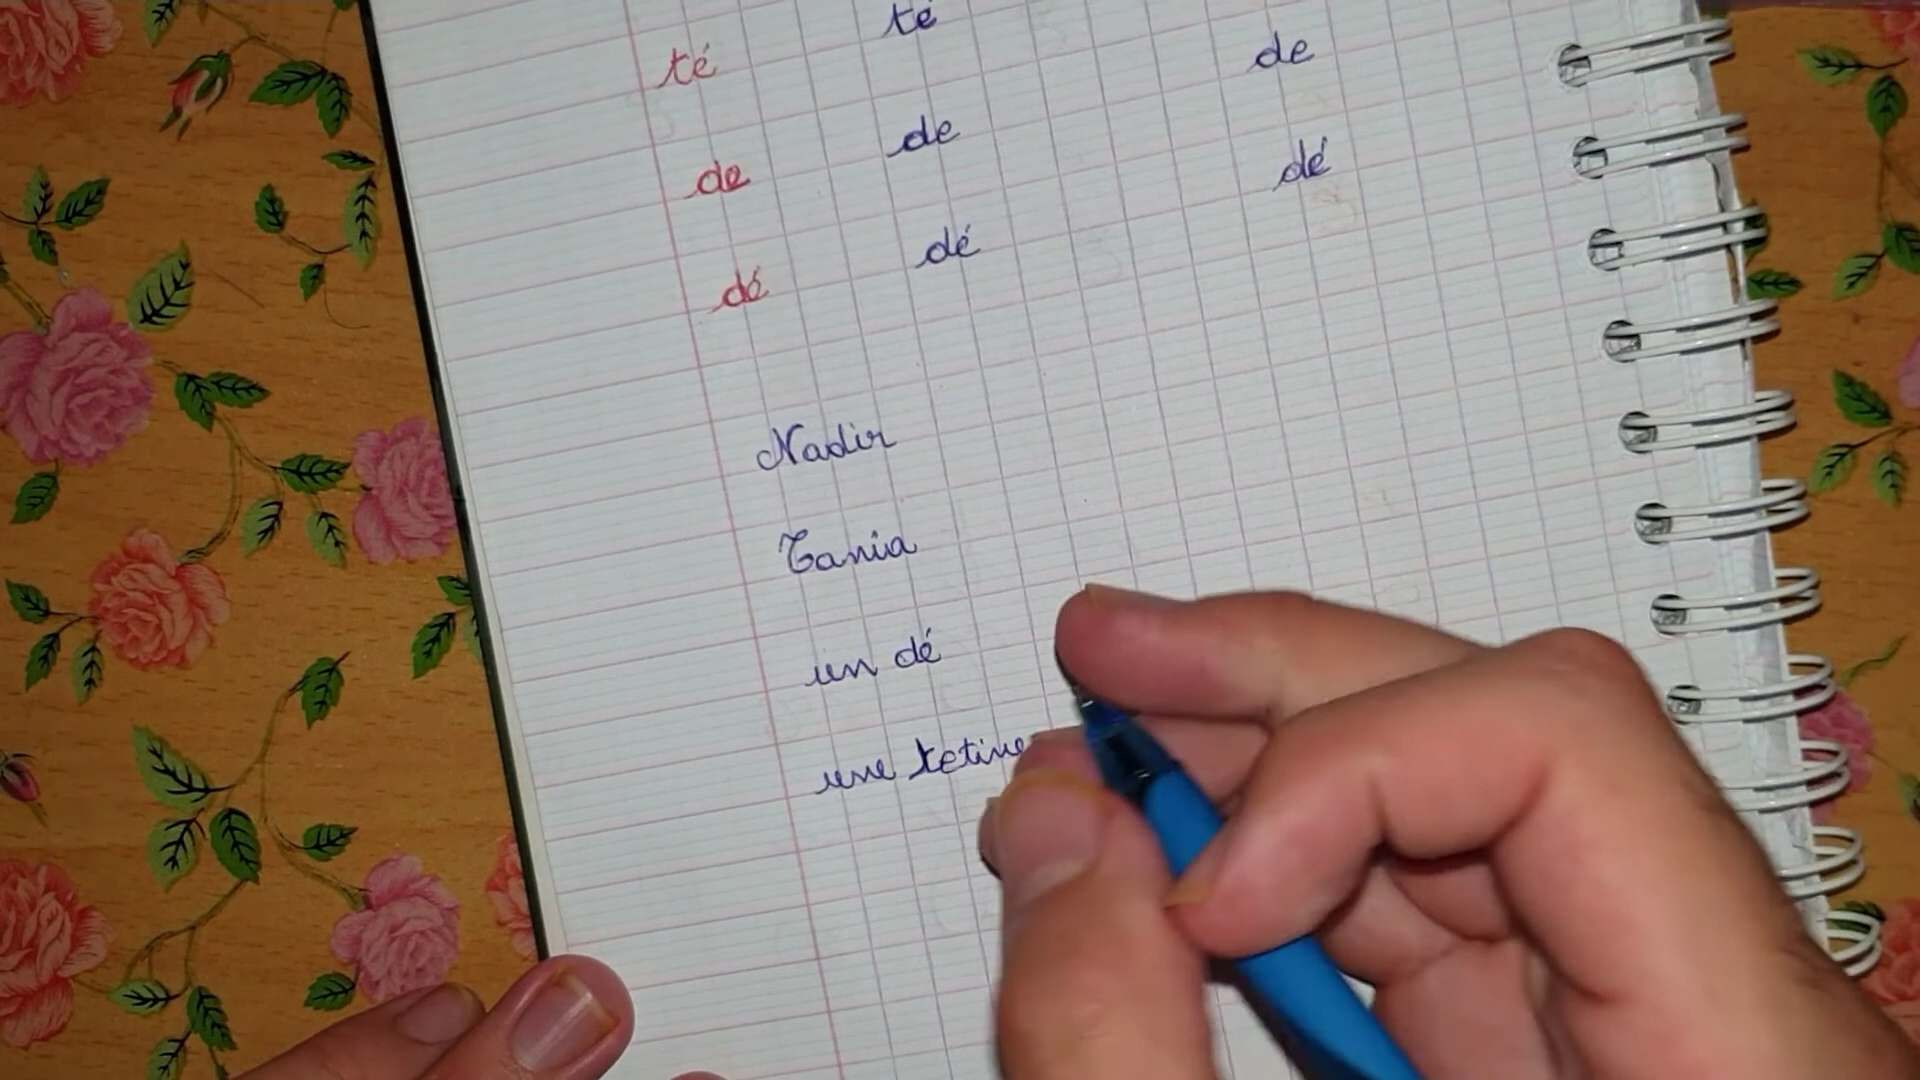 té té
de de de
dé dé dé
Nadir
Tania
un dé
une tetine